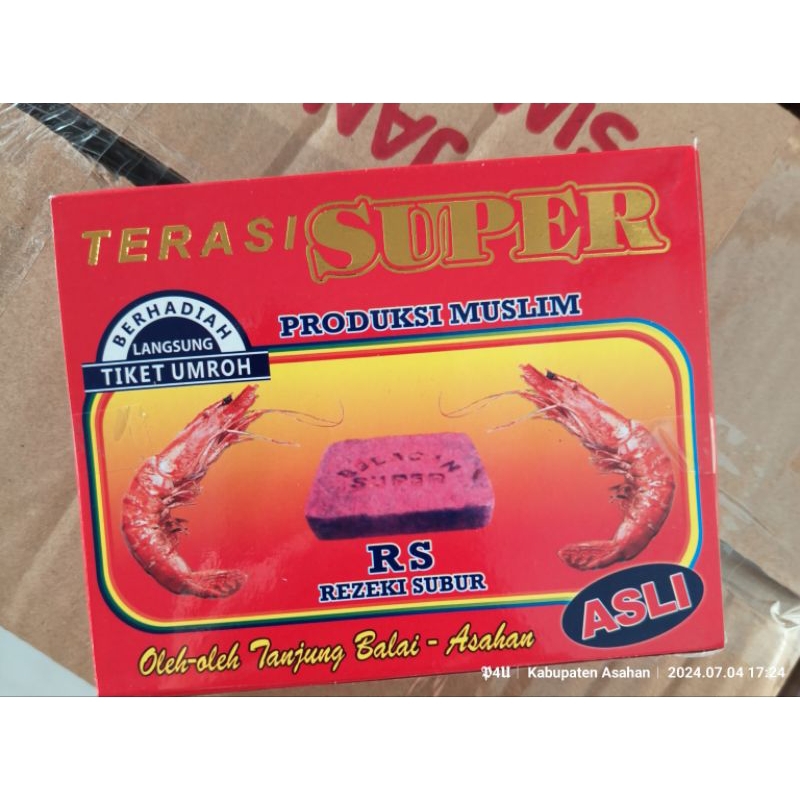 TERASI SUPER
BERHADIAH
LANGSUNG
TIKET UMROH
PRODUKSI MUSLIM
BELACAN
SUPER
RS
REZEKI SUBUR
ASLI
Oleh-oleh Tanjung Balai - Asahan
P4U | Kabupaten Asahan | 2024.07.04 17:24